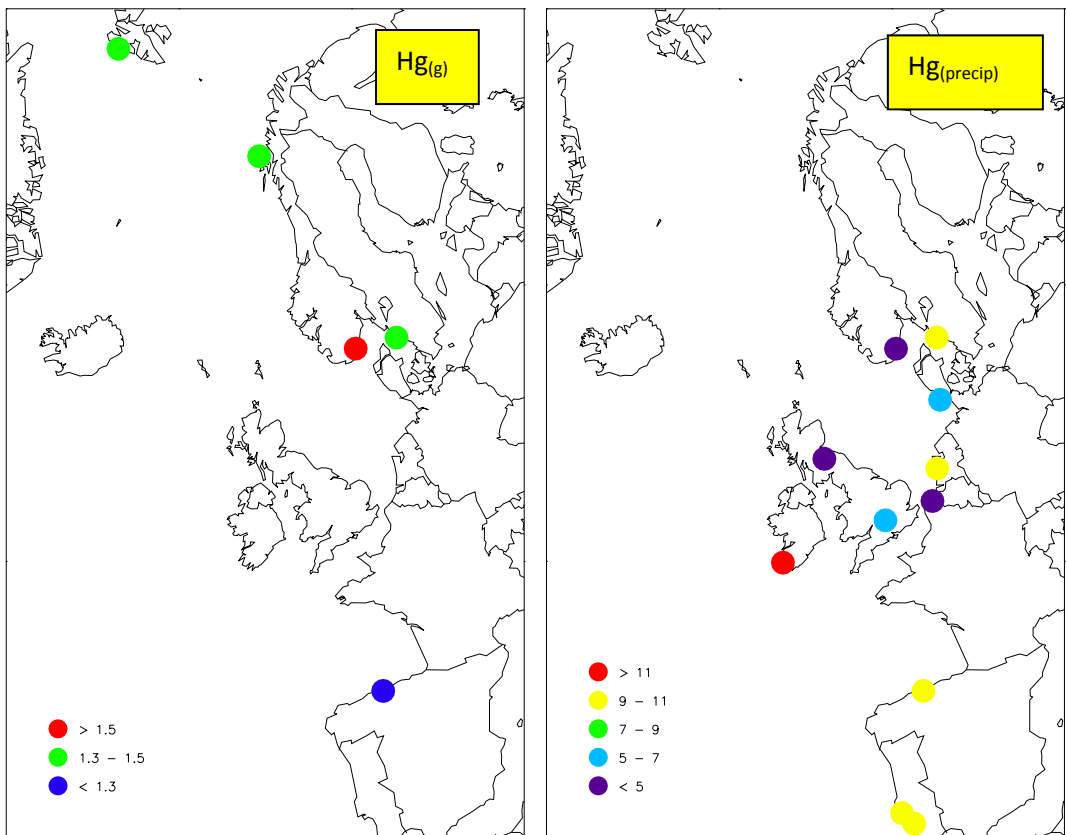 Hg(g)
> 1.5
1.3 – 1.5
< 1.3
Hg(precip)
> 11
9 – 11
7 – 9
5 – 7
< 5